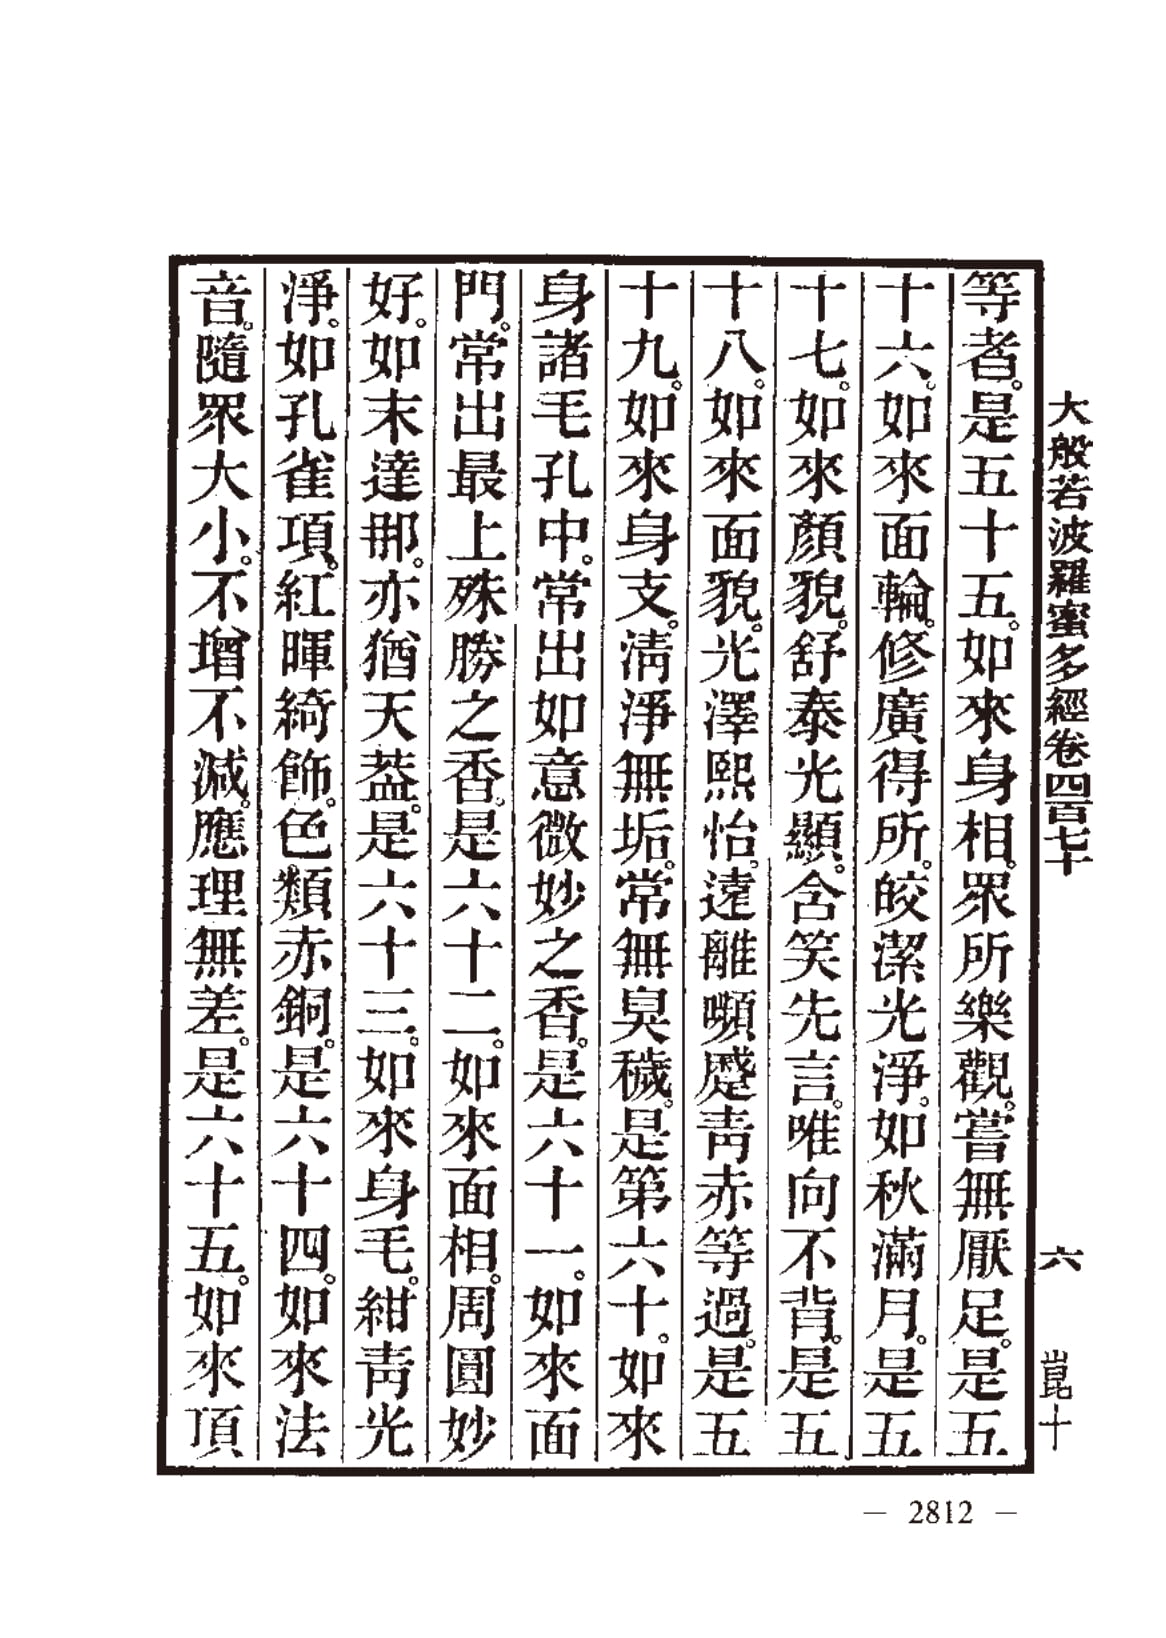 大般若波羅蜜多經卷四百七十　六　崑十
等者。是五十五。如來身相。眾所樂觀。嘗無厭足。是五
十六。如來面輪。修廣得所。皎潔光淨。如秋滿月。是五
十七。如來顏貌。舒泰光顯。含笑先言。唯向不背。是五
十八。如來面貌。光澤熙怡。遠離嚬蹙青赤等過。是五
十九。如來身支。清淨無垢。常無臭穢。是第六十。如來
身諸毛孔中。常出如意微妙之香。是六十一。如來面
門。常出最上殊勝之香。是六十二。如來面相。周圓妙
好。如末達那。亦猶天葢。是六十三。如來身毛。紺青光
淨。如孔雀項。紅暉綺飾。色類赤銅。是六十四。如來法
音。隨眾大小。不增不減。應理無差。是六十五。如來頂
— 2812 —